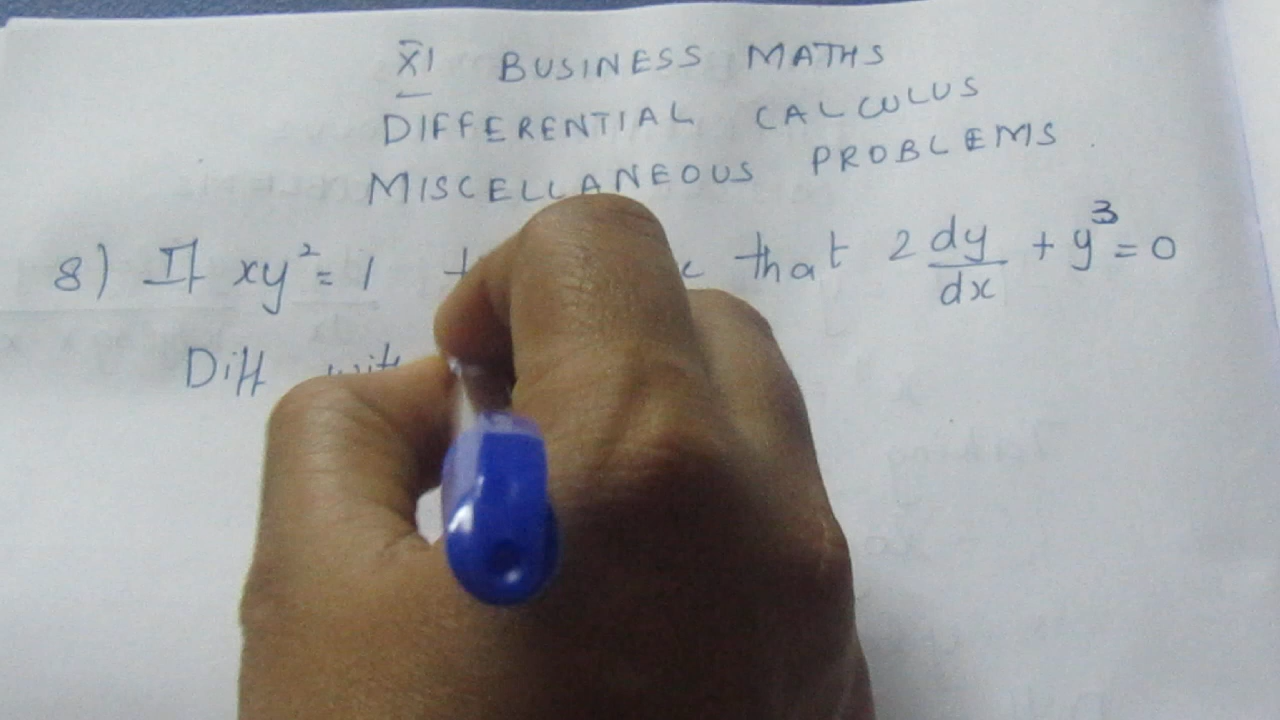 XI BUSINESS MATHS
DIFFERENTIAL CALCULUS
MISCELLANEOUS PROBLEMS
8) If xy² = 1 that 2 dy/dx + y³ = 0
Diff